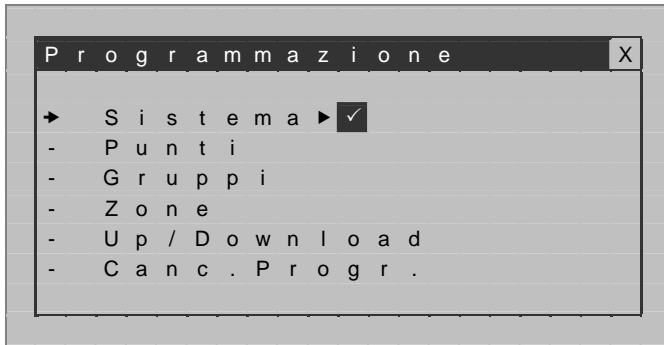 Programmazione X
➔ Sistema ▶ ✓
- Punti
- Gruppi
- Zone
- Up/Download
- Canc.Progr.